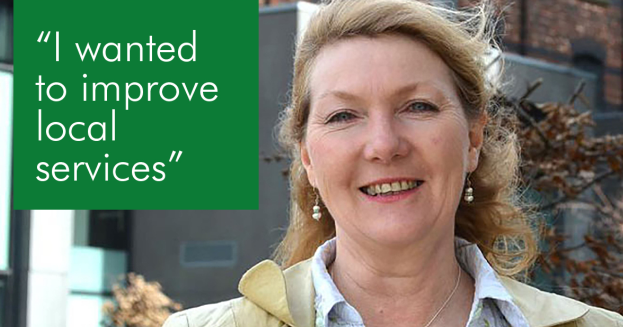 “I wanted
to improve
local
services”